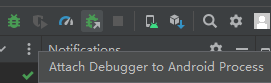 Notifications
Attach Debugger to Android Process